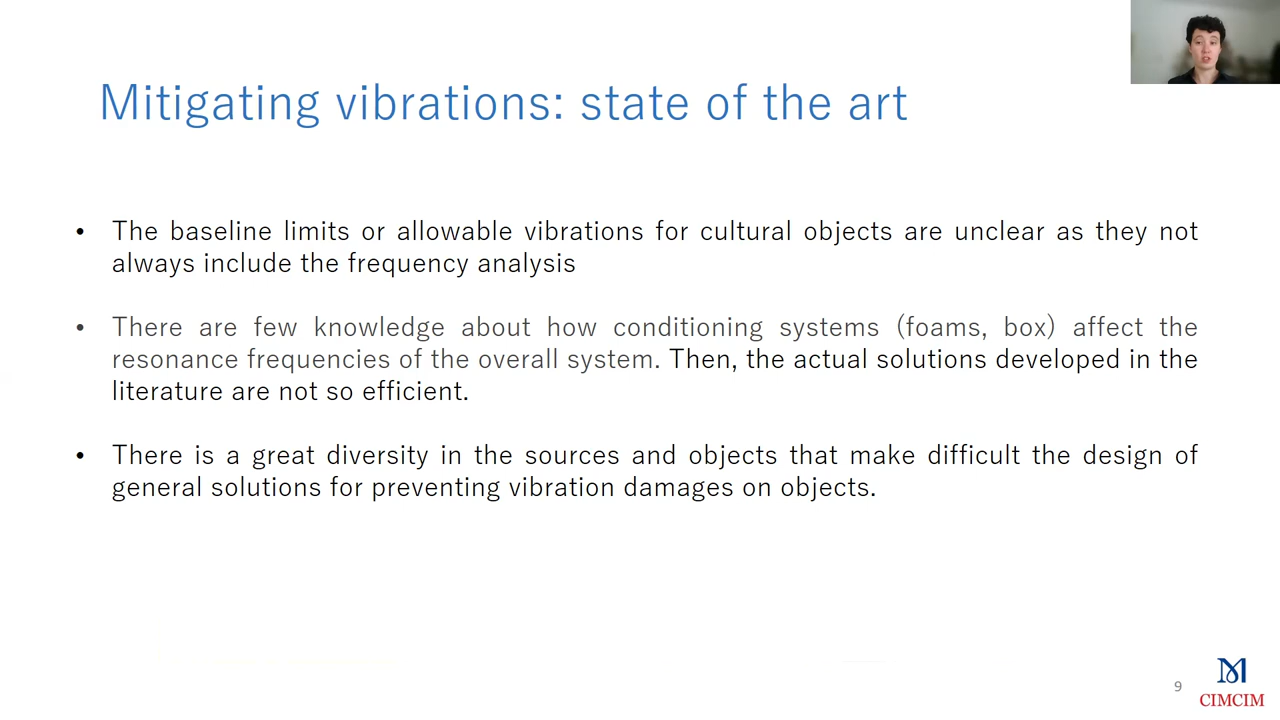 Mitigating vibrations: state of the art
• The baseline limits or allowable vibrations for cultural objects are unclear as they not
always include the frequency analysis
• There are few knowledge about how conditioning systems (foams, box) affect the
resonance frequencies of the overall system. Then, the actual solutions developed in the
literature are not so efficient.
• There is a great diversity in the sources and objects that make difficult the design of
general solutions for preventing vibration damages on objects.
9
CIMCIM